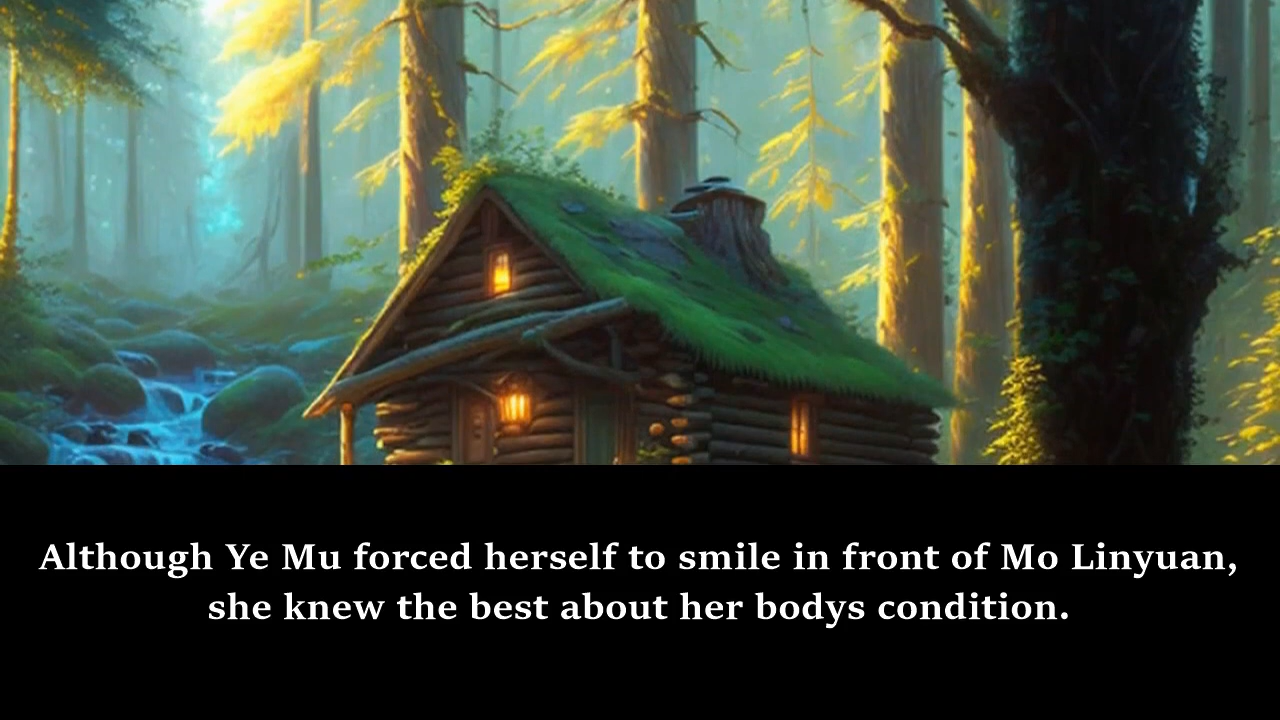 Although Ye Mu forced herself to smile in front of Mo Linyuan,
she knew the best about her bodys condition.